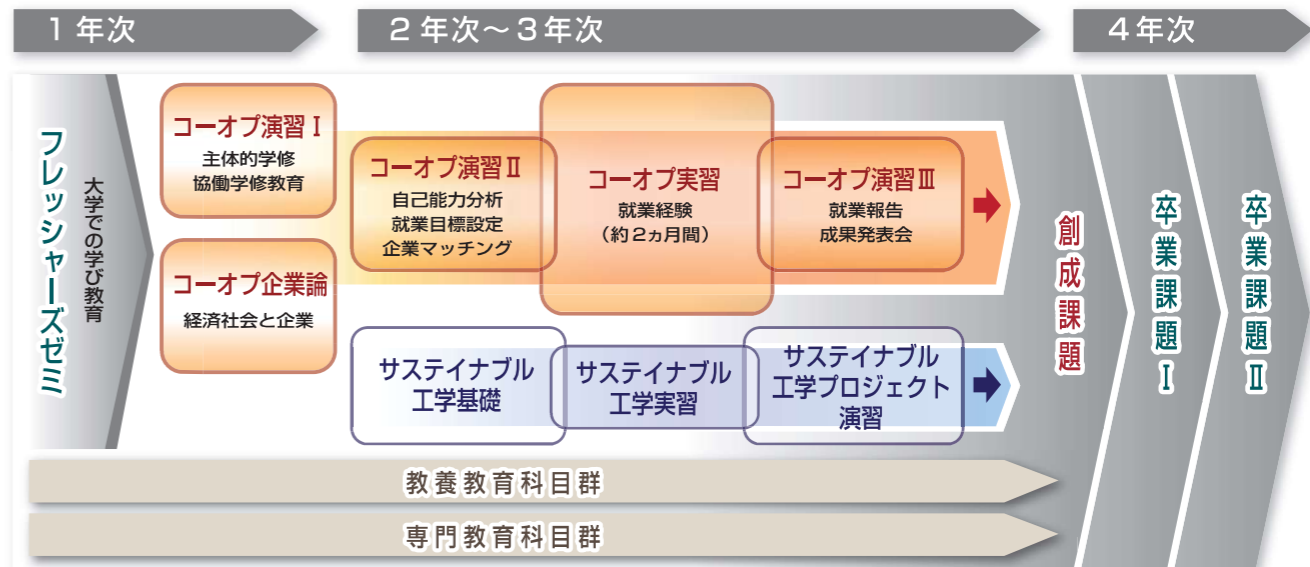 1年次
2年次～3年次
4年次
フレッシャーズゼミ
大学での学び教育
コーオプ演習Ⅰ
主体的学修
協働学修教育
コーオプ企業論
経済社会と企業
コーオプ演習Ⅱ
自己能力分析
就業目標設定
企業マッチング
コーオプ実習
就業経験
（約2ヵ月間）
コーオプ演習Ⅲ
就業報告
成果発表会
サステイナブル
工学基礎
サステイナブル
工学実習
サステイナブル
工学プロジェクト
演習
創成課題
卒業課題Ⅰ
卒業課題Ⅱ
教養教育科目群
専門教育科目群